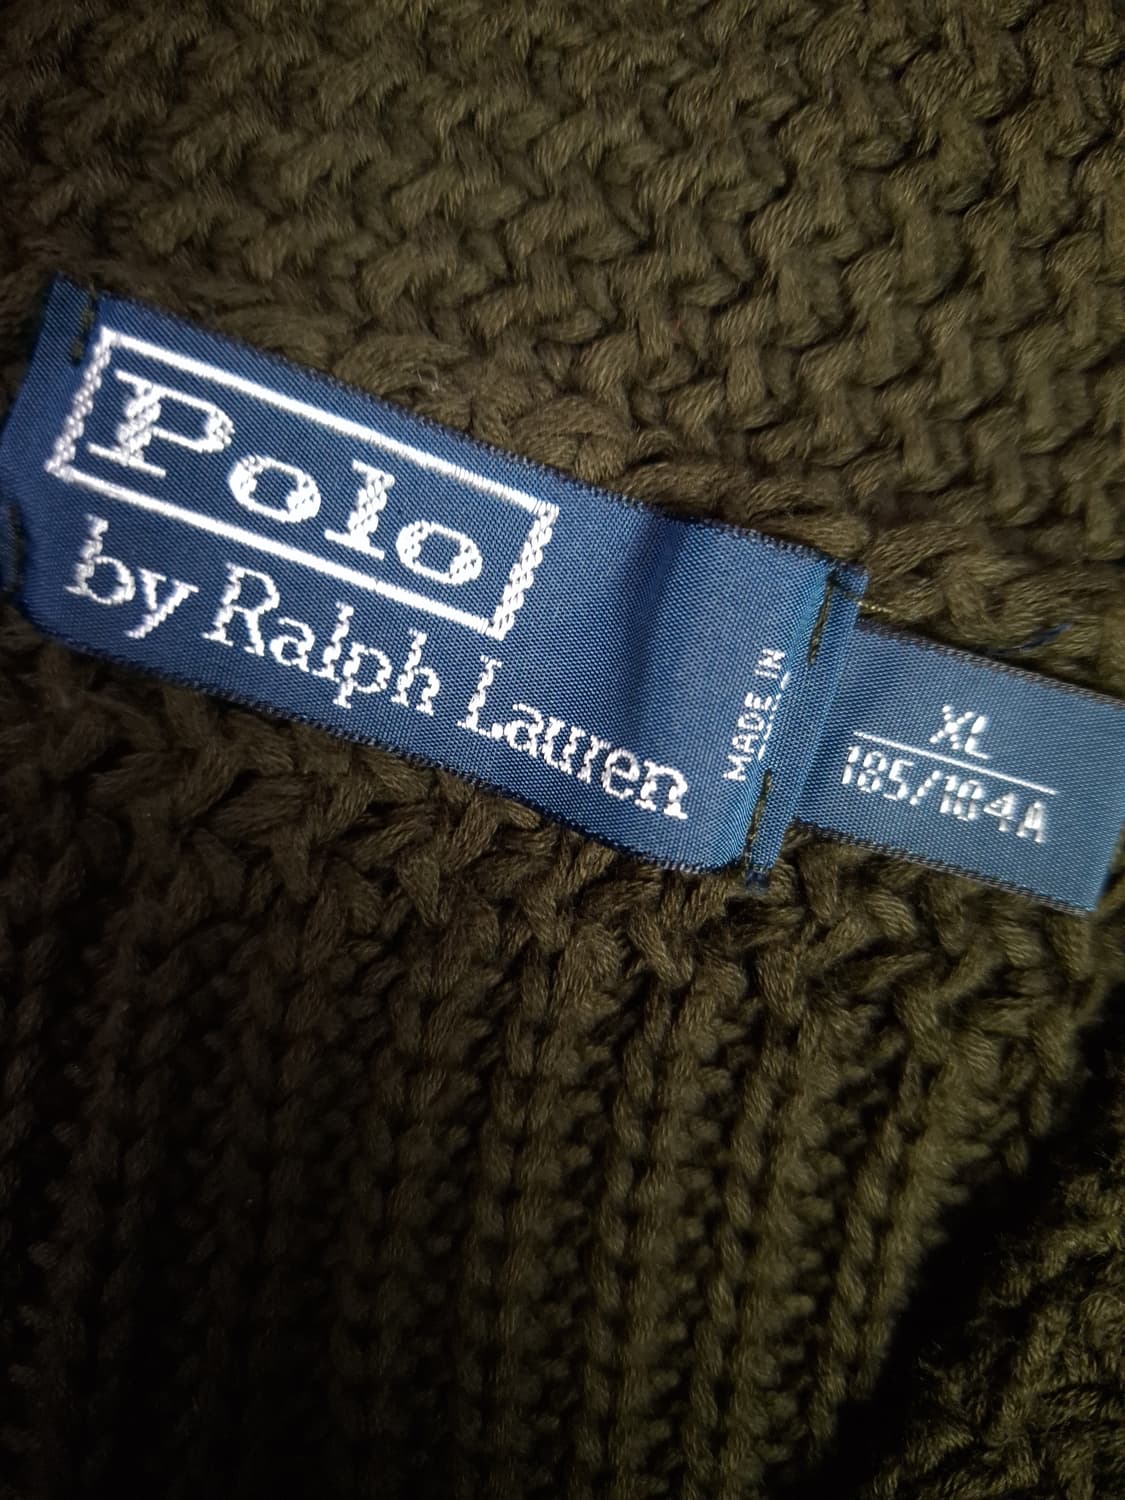 Polo
by Ralph Lauren
MADE IN
XL
185/104A